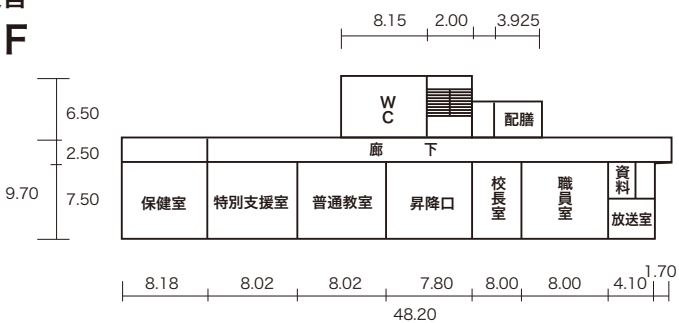 F
8.15 2.00 3.925
6.50
2.50
9.70
7.50
WC
配膳
廊下
保健室
特別支援室
普通教室
昇降口
校長室
職員室
資料
放送室
8.18 8.02 8.02 7.80 8.00 8.00 4.10 1.70
48.20